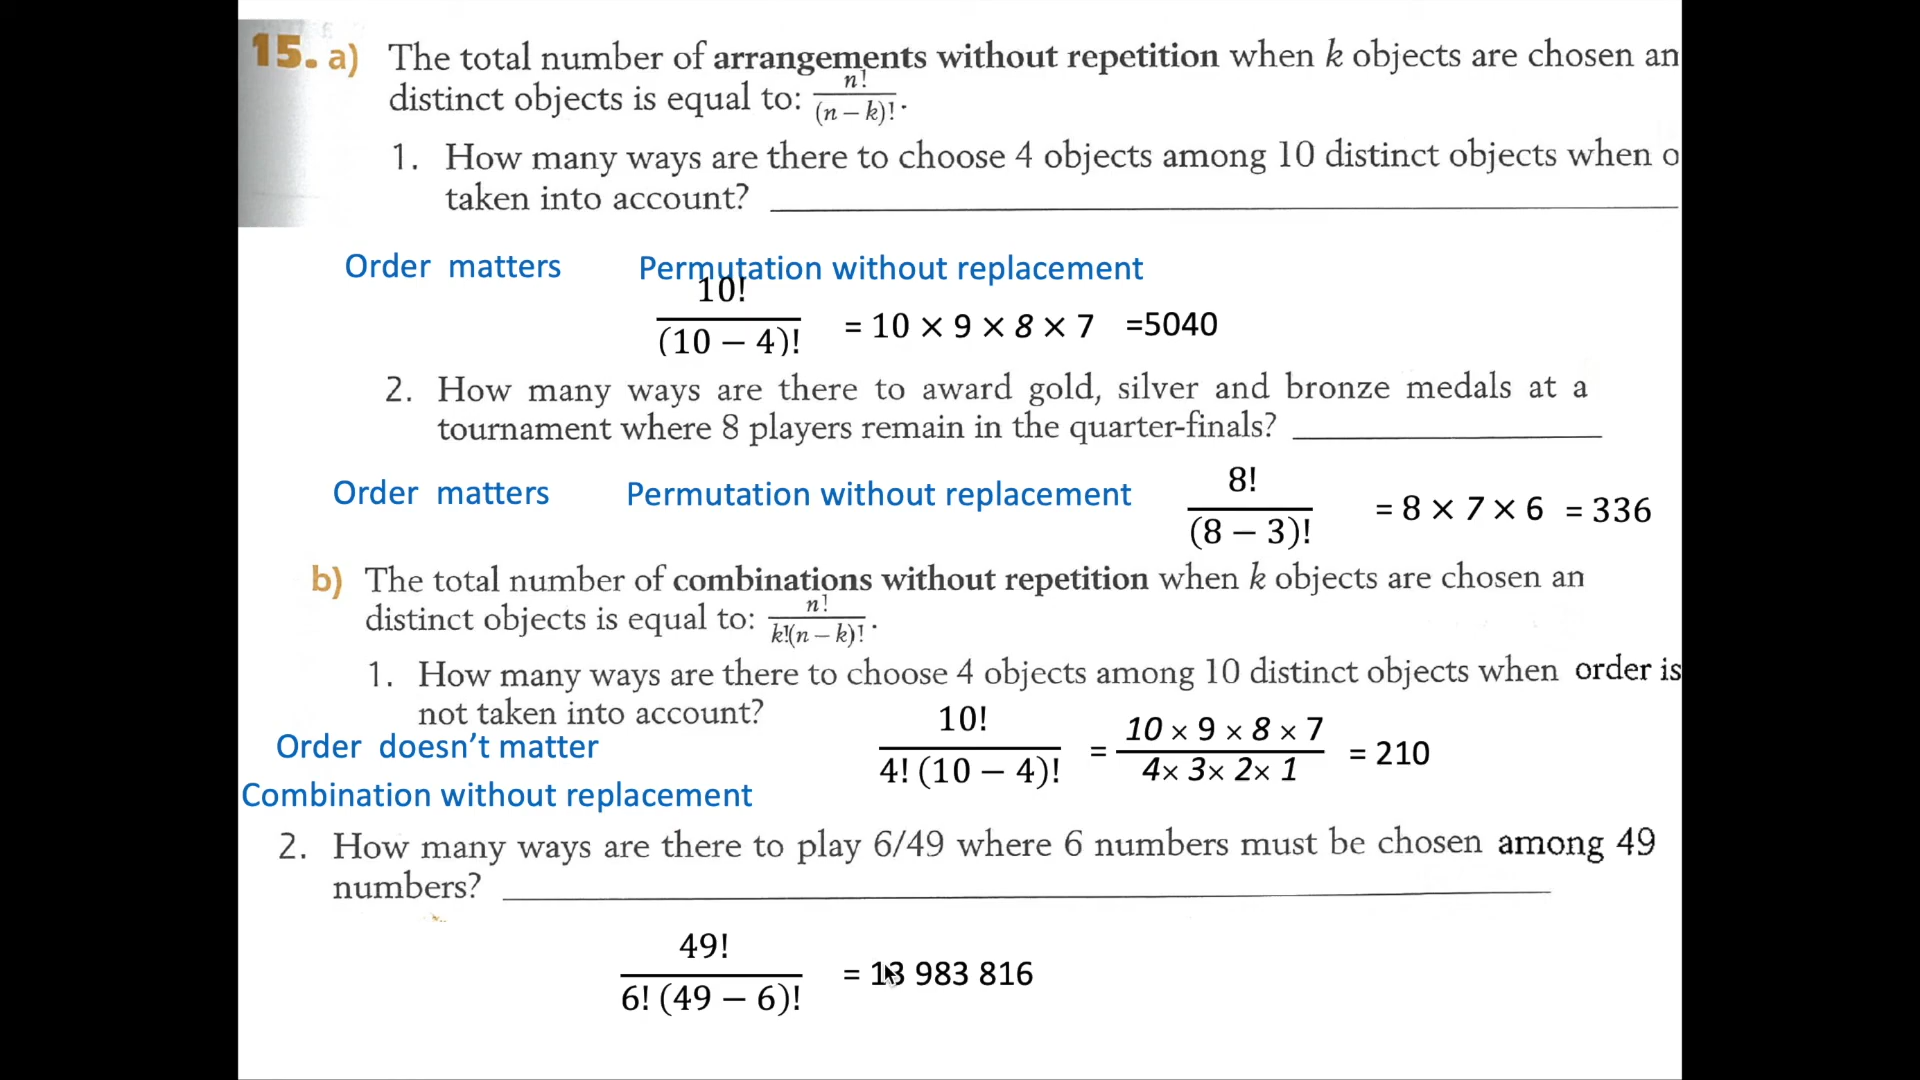 15. a) The total number of arrangements without repetition when k objects are chosen an
distinct objects is equal to: n!/(n – k)!.
1. How many ways are there to choose 4 objects among 10 distinct objects when o
taken into account?
Order matters Permutation without replacement
10!/(10 − 4)! = 10 × 9 × 8 × 7 =5040
2. How many ways are there to award gold, silver and bronze medals at a
tournament where 8 players remain in the quarter-finals?
Order matters Permutation without replacement 8!/(8 − 3)! = 8 × 7 × 6 = 336
b) The total number of combinations without repetition when k objects are chosen an
distinct objects is equal to: n!/k!(n – k)!.
1. How many ways are there to choose 4 objects among 10 distinct objects when order is
not taken into account?
Order doesn’t matter 10!/4! (10 − 4)! = 10 × 9 × 8 × 7/4× 3× 2× 1 = 210
Combination without replacement
2. How many ways are there to play 6/49 where 6 numbers must be chosen among 49
numbers?
49!/6! (49 − 6)! = 13 983 816